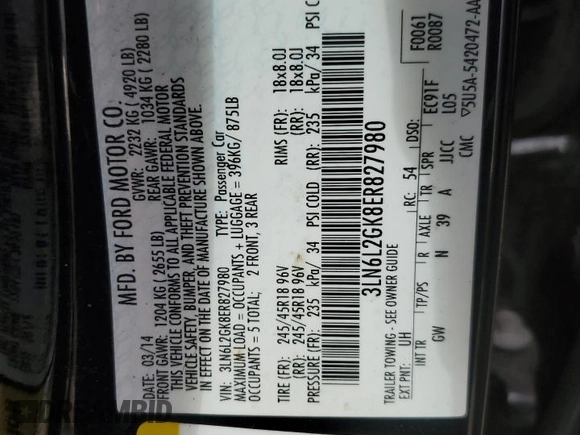 MFD. BY FORD MOTOR CO.
03/14 GVWR: 2232 KG ( 4920 LB)
FRONT GAWR: 1204 KG ( 2655 LB) REAR GAWR: 1034 KG ( 2280 LB)
THIS VEHICLE CONFORMS TO ALL APPLICABLE FEDERAL MOTOR
VEHICLE SAFETY, BUMPER, AND THEFT PREVENTION STANDARDS
IN EFFECT ON THE DATE OF MANUFACTURE SHOWN ABOVE.
VIN: 3LN6L2GK8ER827980 TYPE: Passenger Car
MAXIMUM LOAD = OCCUPANTS + LUGGAGE = 396KG/ 875LB
OCCUPANTS = 5 TOTAL: 2 FRONT, 3 REAR
TIRE (FR): 245/45R18 96V RIMS (FR): 18x8.0J
(RR): 245/45R18 96V (RR): 18x8.0J
PRESSURE (FR): 235 kPa/ 34 PSI COLD (RR): 235 kPa/ 34 PSI
3LN6L2GK8ER827980
TRAILER TOWING - SEE OWNER GUIDE
EXT PNT: UH RC: 54 DSO: F0061
R0087
INT TR TP/PS R AXLE TR SPR EC91F
GW N 39 A JJCC L05
CMC ▽5U5A-5420472-AA
DREAMBID